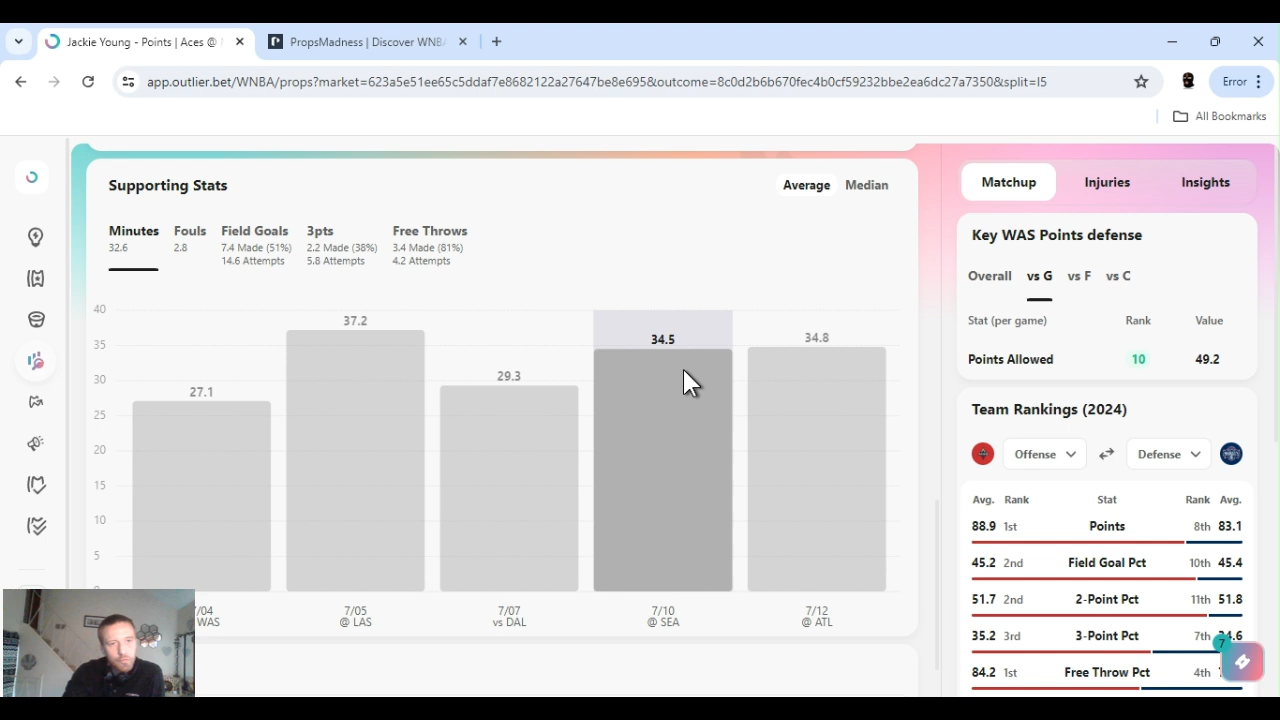 Jackie Young - Points | Aces @
PropsMadness | Discover WNB
app.outlier.bet/WNBA/props?market=623a5e51ee65c5ddaf7e8682122a27647be8e695&outcome=8c0d2b6b670fec4b0cf59232bbe2ea6dc27a7350&split=l5
Error
All Bookmarks
Supporting Stats
Average Median
Minutes Fouls Field Goals 3pts Free Throws
32.6 2.8 7.4 Made (51%) 2.2 Made (38%) 3.4 Made (81%)
14.6 Attempts 5.8 Attempts 4.2 Attempts
40
35
30
25
20
15
10
5
0
27.1
37.2
29.3
34.5
34.8
/04 7/05 7/07 7/10 7/12
WAS @ LAS vs DAL @ SEA @ ATL
Matchup Injuries Insights
Key WAS Points defense
Overall vs G vs F vs C
Stat (per game) Rank Value
Points Allowed 10 49.2
Team Rankings (2024)
Offense Defense
Avg. Rank Stat Rank Avg.
88.9 1st Points 8th 83.1
45.2 2nd Field Goal Pct 10th 45.4
51.7 2nd 2-Point Pct 11th 51.8
35.2 3rd 3-Point Pct 7th 4.6
7
84.2 1st Free Throw Pct 4th